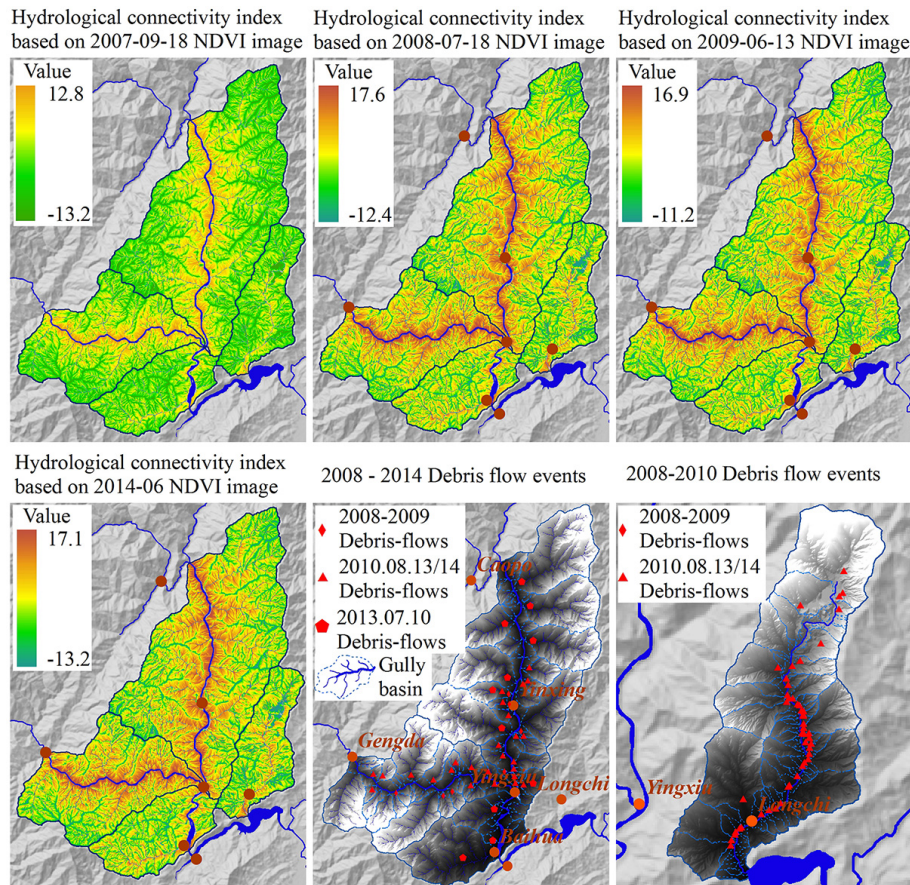 Hydrological connectivity index
based on 2007-09-18 NDVI image
Value
12.8
-13.2
Hydrological connectivity index
based on 2008-07-18 NDVI image
Value
17.6
-12.4
Hydrological connectivity index
based on 2009-06-13 NDVI image
Value
16.9
-11.2
Hydrological connectivity index
based on 2014-06 NDVI image
Value
17.1
-13.2
2008 - 2014 Debris flow events
2008-2009
Debris-flows
2010.08.13/14
Debris-flows
2013.07.10
Debris-flows
Gully
basin
Caopo
Yinxing
Gengda
Yingxiu
Longchi
Baihua
2008-2010 Debris flow events
2008-2009
Debris-flows
2010.08.13/14
Debris-flows
Yingxiu
Longchi